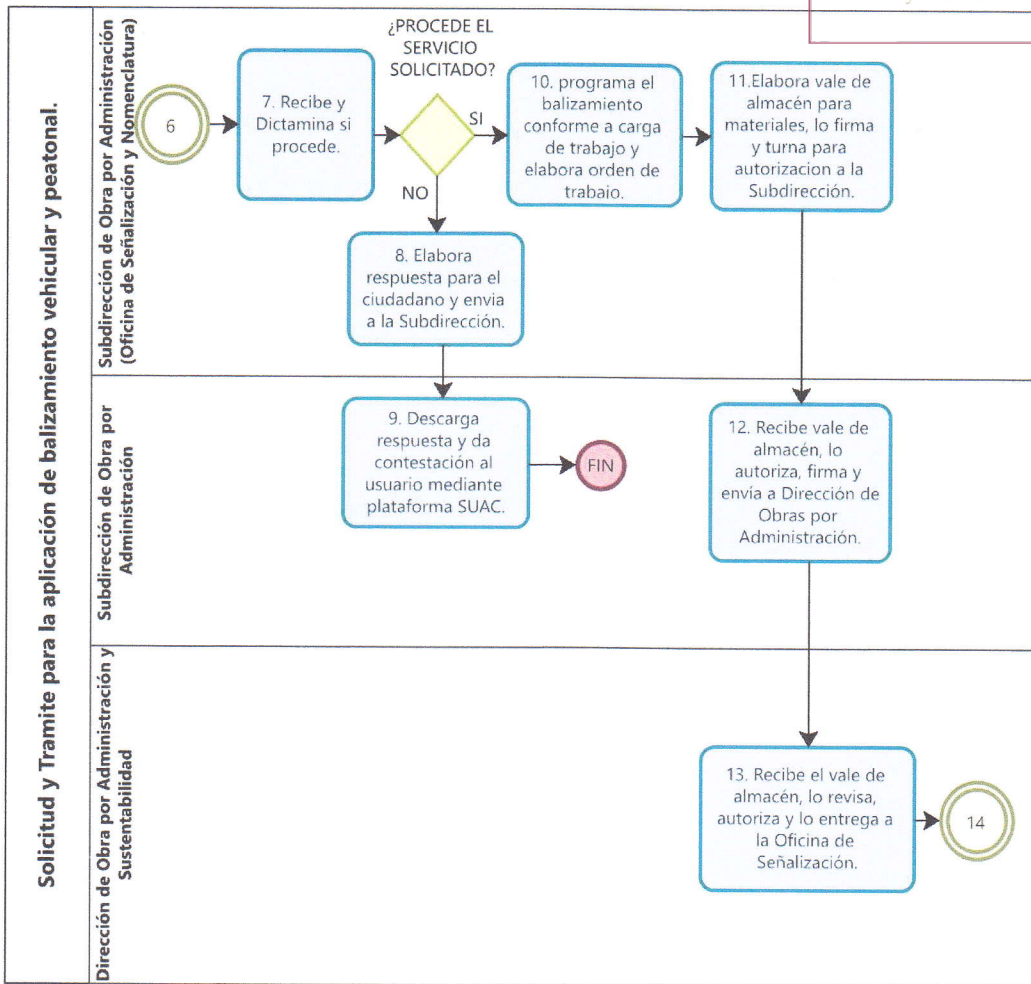 Solicitud y Tramite para la aplicación de balizamiento vehicular y peatonal.
Subdirección de Obra por Administración
(Oficina de Señalización y Nomenclatura)
6
7. Recibe y
Dictamina si
procede.
¿PROCEDE EL
SERVICIO
SOLICITADO?
SI
NO
10. programa el
balizamiento
conforme a carga
de trabajo y
elabora orden de
trabajo.
11.Elabora vale de
almacén para
materiales, lo firma
y turna para
autorizacion a la
Subdirección.
8. Elabora
respuesta para el
ciudadano y envia
a la Subdirección.
Subdirección de Obra por
Administración
9. Descarga
respuesta y da
contestación al
usuario mediante
plataforma SUAC.
FIN
12. Recibe vale de
almacén, lo
autoriza, firma y
envía a Dirección de
Obras por
Administración.
Dirección de Obra por Administración y
Sustentabilidad
13. Recibe el vale de
almacén, lo revisa,
autoriza y lo entrega a
la Oficina de
Señalización.
14